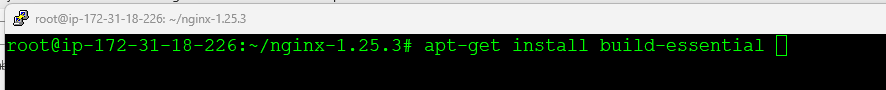 root@ip-172-31-18-226: ~/nginx-1.25.3
root@ip-172-31-18-226:~/nginx-1.25.3# apt-get install build-essential